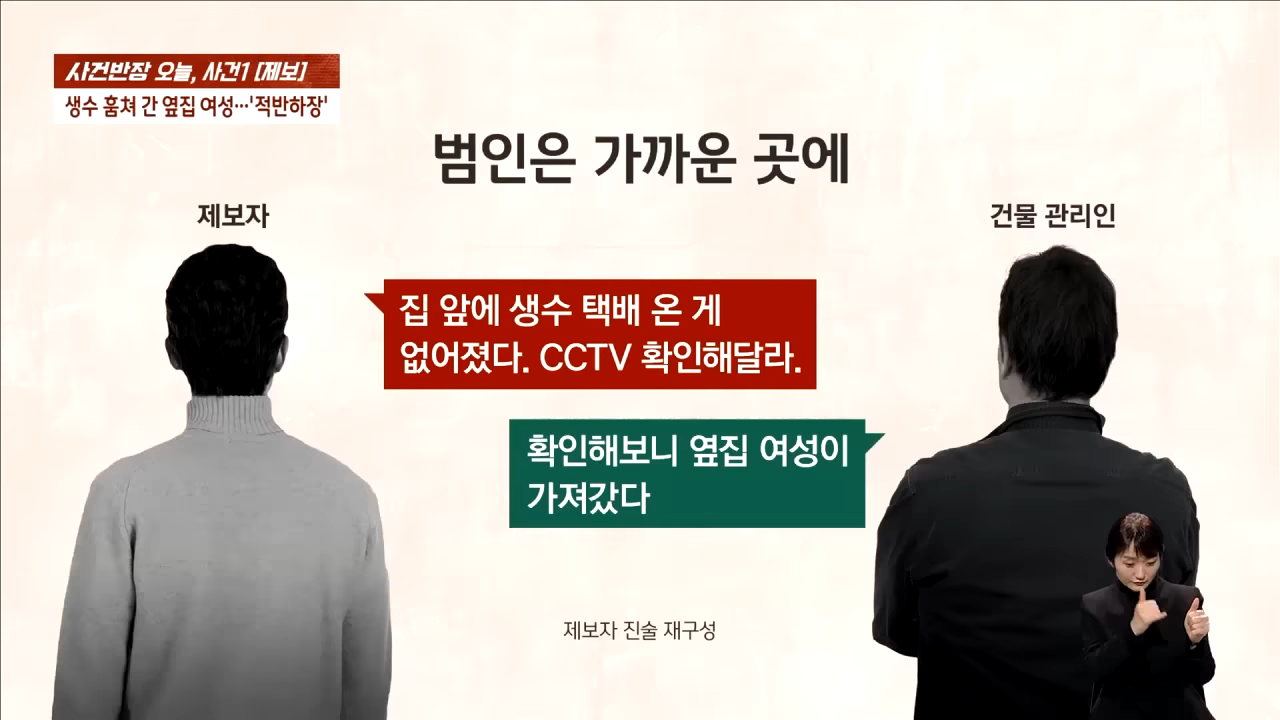 사건반장 오늘, 사건1 [제보]
생수 훔쳐 간 옆집 여성…'적반하장'
범인은 가까운 곳에
제보자
건물 관리인
집 앞에 생수 택배 온 게
없어졌다. CCTV 확인해달라.
확인해보니 옆집 여성이
가져갔다
제보자 진술 재구성